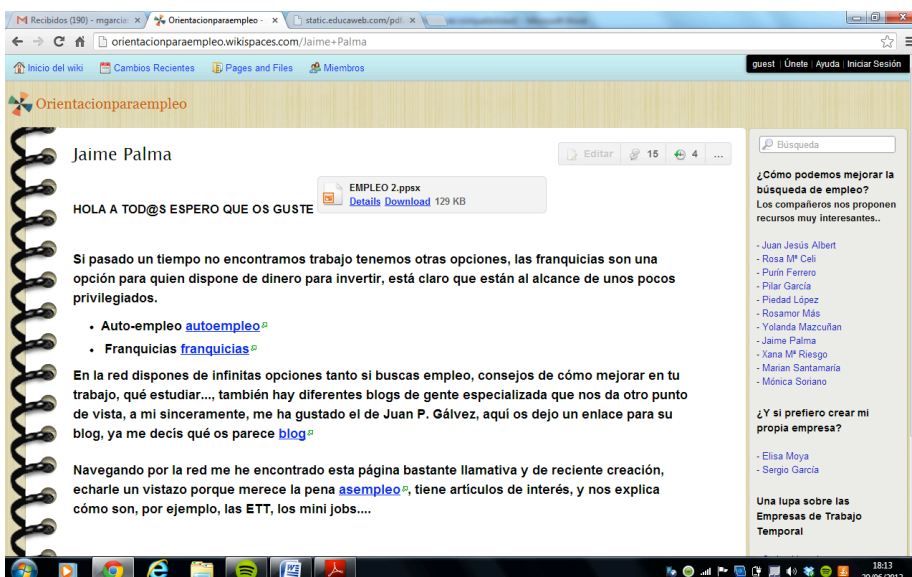 Recibidos (190) - mgarcia
Orientacionparaempleo -
static.educaweb.com/pdf
orientacionparaempleo.wikispaces.com/Jaime+Palma
Inicio del wiki
Cambios Recientes
Pages and Files
Miembros
guest | Únete | Ayuda | Iniciar Sesión
Orientacionparaempleo
Jaime Palma
Editar
15
4
...
EMPLEO 2.ppsx
Details Download 129 KB
HOLA A TOD@S ESPERO QUE OS GUSTE
Si pasado un tiempo no encontramos trabajo tenemos otras opciones, las franquicias son una
opción para quien dispone de dinero para invertir, está claro que están al alcance de unos pocos
privilegiados.
• Auto-empleo autoempleo
• Franquicias franquicias
En la red dispones de infinitas opciones tanto si buscas empleo, consejos de cómo mejorar en tu
trabajo, qué estudiar..., también hay diferentes blogs de gente especializada que nos da otro punto
de vista, a mi sinceramente, me ha gustado el de Juan P. Gálvez, aquí os dejo un enlace para su
blog, ya me decís qué os parece blog
Navegando por la red me he encontrado esta página bastante llamativa y de reciente creación,
echarle un vistazo porque merece la pena asempleo, tiene artículos de interés, y nos explica
cómo son, por ejemplo, las ETT, los mini jobs....
Búsqueda
¿Cómo podemos mejorar la
búsqueda de empleo?
Los compañeros nos proponen
recursos muy interesantes..
- Juan Jesús Albert
- Rosa Mª Celi
- Purín Ferrero
- Pilar García
- Piedad López
- Rosamor Más
- Yolanda Mazcuñan
- Jaime Palma
- Xana Mª Riesgo
- Marian Santamaría
- Mónica Soriano
¿Y si prefiero crear mi
propia empresa?
- Elisa Moya
- Sergio García
Una lupa sobre las
Empresas de Trabajo
Temporal
18:13